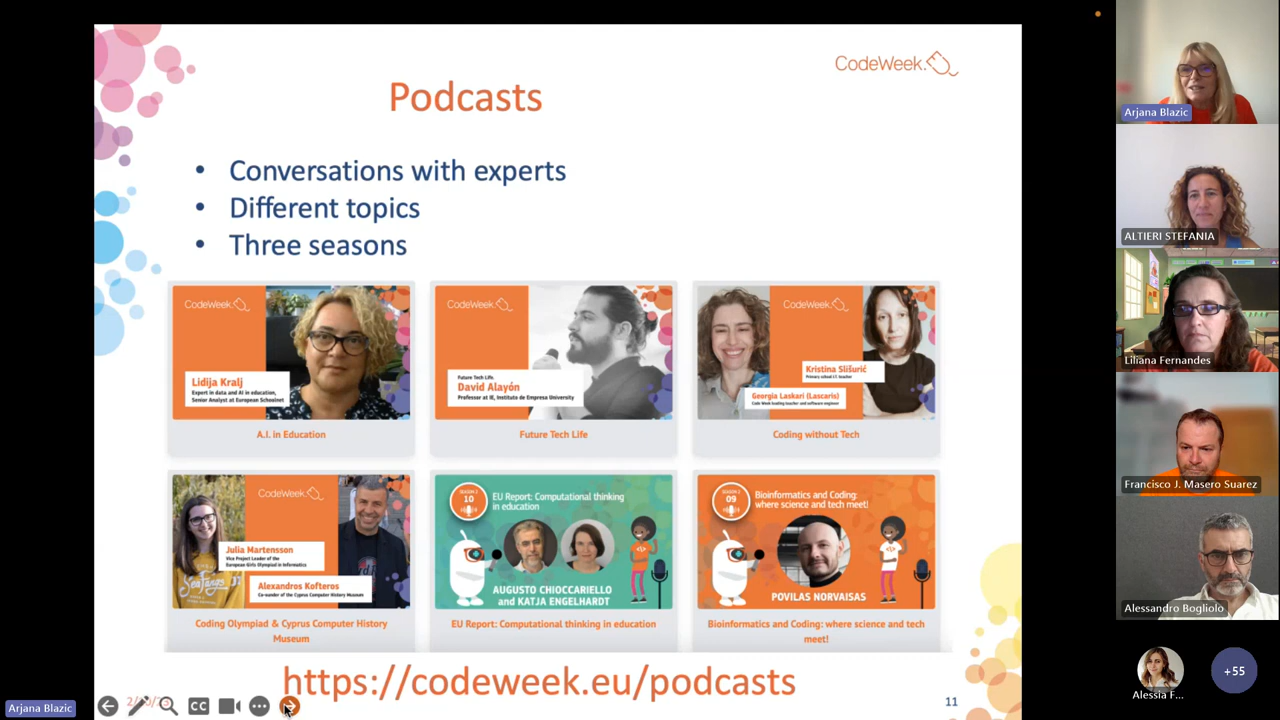 CodeWeek.
Podcasts
• Conversations with experts
• Different topics
• Three seasons
CodeWeek.
Lidija Kralj
Expert in data and AI in education,
Senior Analyst at European Schoolnet
A.I. in Education
CodeWeek.
Future Tech Life
David Alayón
Professor at IE, Instituto de Empresa University
Future Tech Life
CodeWeek.
Kristina Slišurić
Primary school I.T. teacher
Georgia Laskari (Lascaris)
Code Week leading teacher and software engineer
Coding without Tech
CodeWeek.
Julia Martensson
Vice Project Leader of the
European Girls Olympiad in Informatics
Alexandros Kofteros
Co-owner of the Cyprus Computer History Museum
Coding Olympiad & Cyprus Computer History
Museum
SEASON 2
10
EU Report: Computational thinking
in education
AUGUSTO CHIOCCARIELLO
and KATJA ENGELHARDT
EU Report: Computational thinking in education
SEASON 2
09
Bioinformatics and Coding:
where science and tech meet!
POVILAS NORVAISAS
Bioinformatics and Coding: where science and tech
meet!
https://codeweek.eu/podcasts
CC
11
Arjana Blazic
Arjana Blazic
ALTIERI STEFANIA
Liliana Fernandes
Francisco J. Masero Suarez
Alessandro Bogliolo
Alessia F...
+55